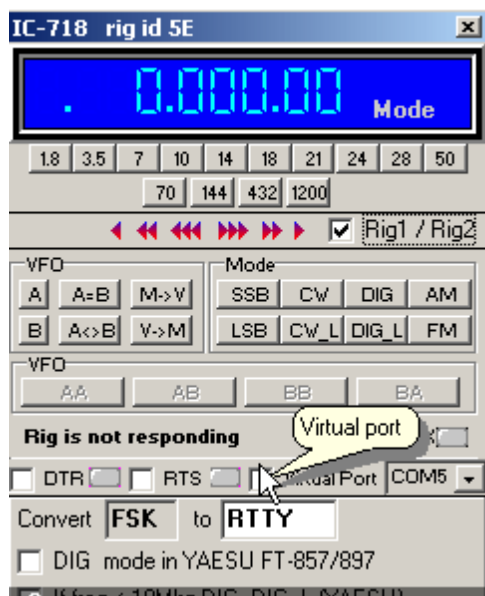 IC-718 rig id 5E
. 0.000.00 Mode
1.8 3.5 7 10 14 18 21 24 28 50
70 144 432 1200
Rig1 / Rig2
VFO Mode
A A=B M->V SSB CW DIG AM
B A<>B V->M LSB CW_L DIG_L FM
VFO
AA AB BB BA
Rig is not responding Virtual port
DTR RTS Port COM5
Convert FSK to RTTY
DIG mode in YAESU FT-857/897